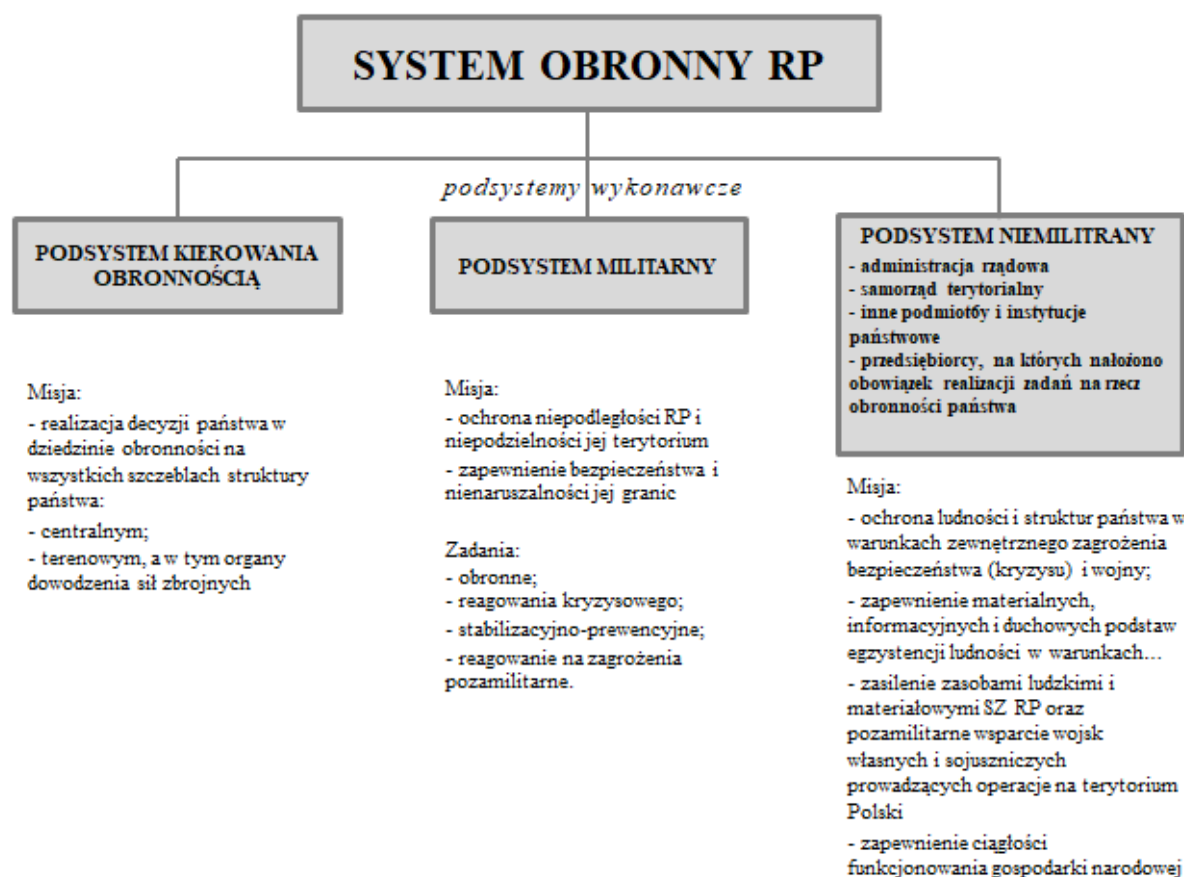 SYSTEM OBRONNY RP
podsystemy wykonawcze
PODSYSTEM KIEROWANIA
OBRONNOŚCIĄ
Misja:
- realizacja decyzji państwa w
dziedzinie obronności na
wszystkich szczeblach struktury
państwa:
- centralnym;
- terenowym, a w tym organy
dowodzenia sił zbrojnych
PODSYSTEM MILITARNY
Misja:
- ochrona niepodległości RP i
niepodzielności jej terytorium
- zapewnienie bezpieczeństwa i
nienaruszalności jej granic
Zadania:
- obronne;
- reagowania kryzysowego;
- stabilizacyjno-prewencyjne;
- reagowanie na zagrożenia
pozamilitarne.
PODSYSTEM NIEMILITRANY
- administracja rządowa
- samorząd terytorialny
- inne podmiotбy i instytucje
państwowe
- przedsiębiorcy, na których nałożono
obowiązek realizacji zadań na rzecz
obronności państwa
Misja:
- ochrona ludności i struktur państwa w
warunkach zewnętrznego zagrożenia
bezpieczeństwa (kryzysu) i wojny;
- zapewnienie materialnych,
informacyjnych i duchowych podstaw
egzystencji ludności w warunkach...
- zasilenie zasobami ludzkimi i
materiałowymi SZ RP oraz
pozamilitarne wsparcie wojsk
własnych i sojuszniczych
prowadzących operacje na terytorium
Polski
- zapewnienie ciągłości
funkcjonowania gospodarki narodowej